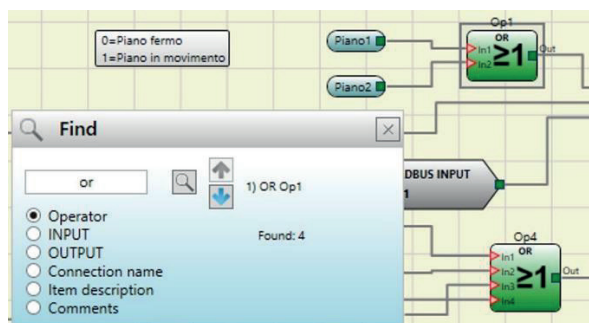 0=Piano fermo
1=Piano in movimento
Piano1
Piano2
Op1
OR
In1
In2
≥1
Out
Find
or
1) OR Op1
Found: 4
Operator
INPUT
OUTPUT
Connection name
Item description
Comments
DBUS INPUT
1
Op4
OR
In1
In2
In3
In4
≥1
Out